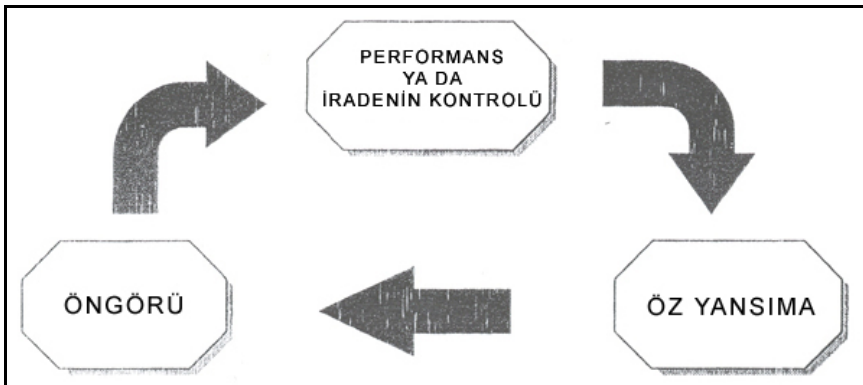 PERFORMANS
YA DA
İRADENİN KONTROLÜ
ÖNGÖRÜ
ÖZ YANSIMA